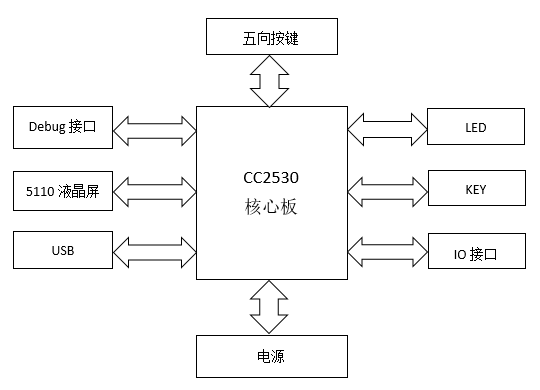 五向按键
Debug 接口
CC2530
核心板
LED
5110 液晶屏
KEY
USB
IO 接口
电源